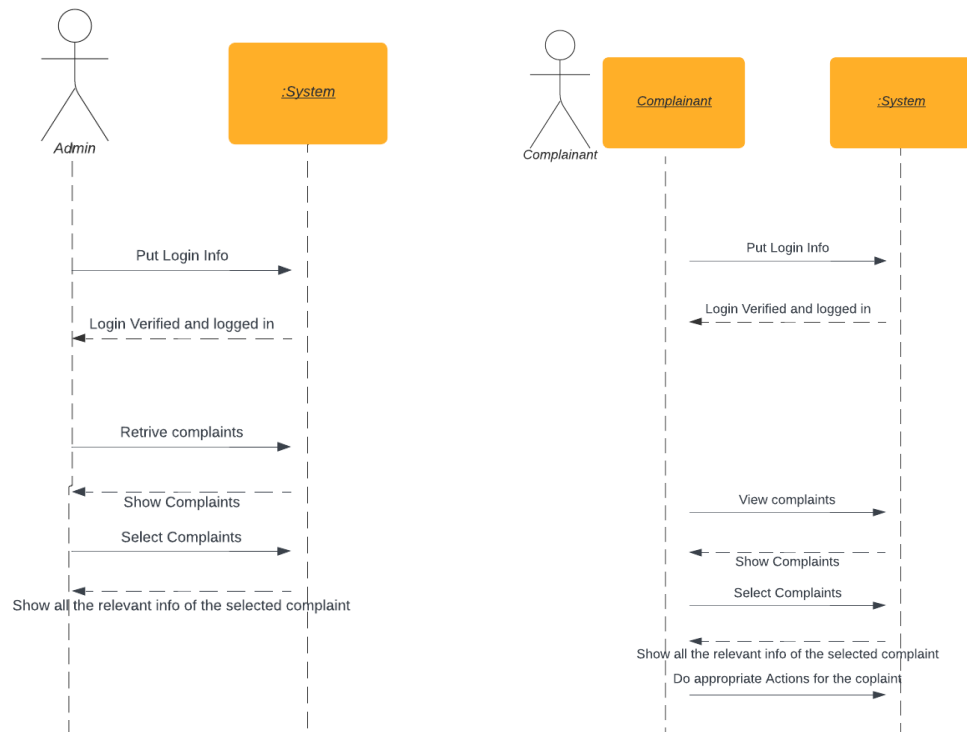 :System
Admin
Put Login Info
Login Verified and logged in
Retrive complaints
Show Complaints
Select Complaints
Show all the relevant info of the selected complaint
Complainant
Complainant
:System
Put Login Info
Login Verified and logged in
View complaints
Show Complaints
Select Complaints
Show all the relevant info of the selected complaint
Do appropriate Actions for the coplaint